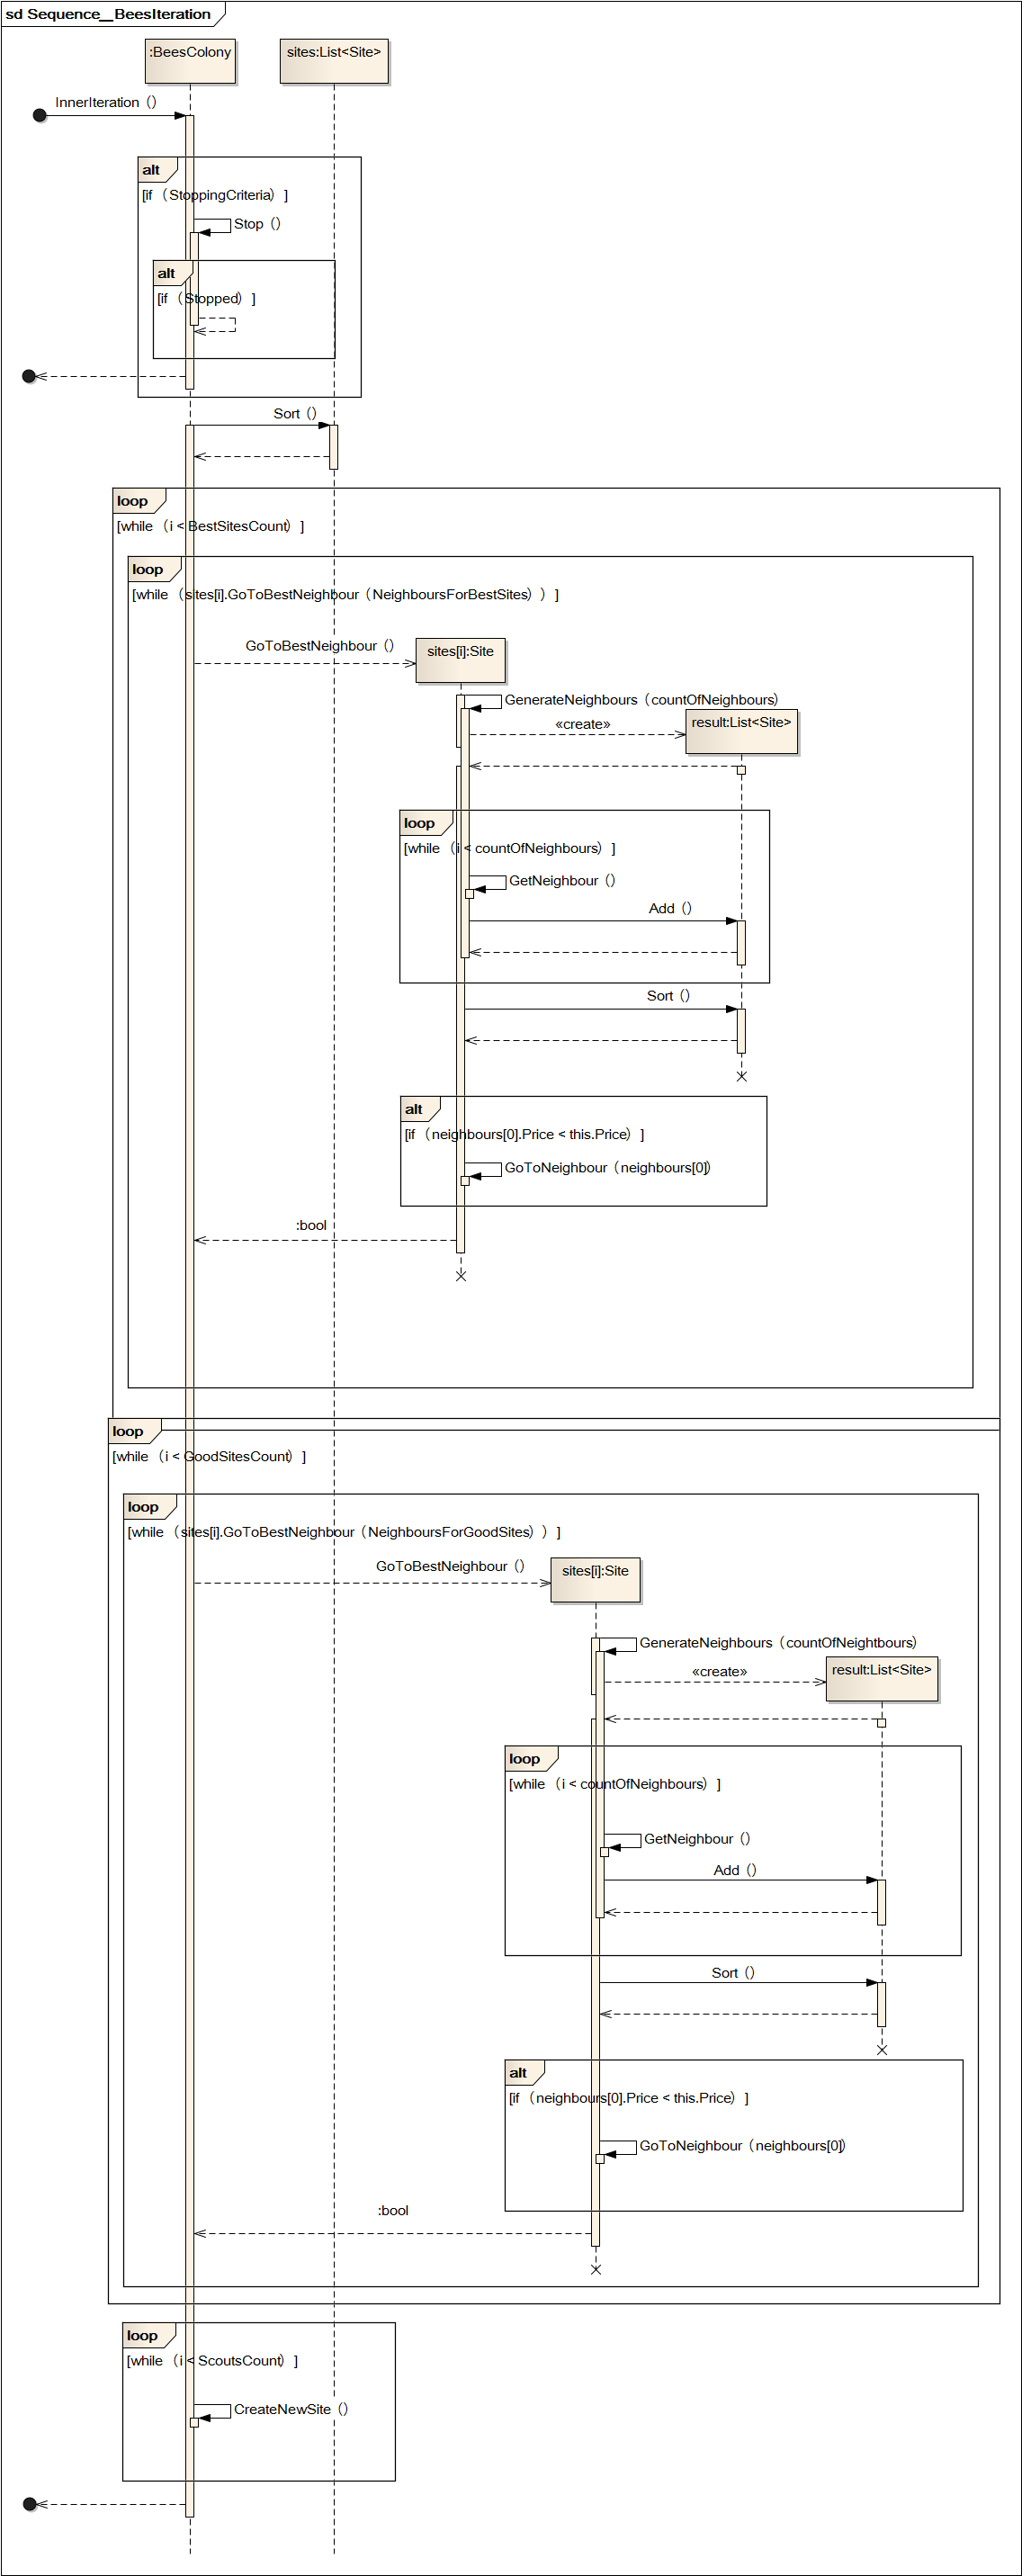 sd Sequence__BeesIteration
:BeesColony
sites:List<Site>
InnerIteration ()
alt
[if (StoppingCriteria) ]
Stop ()
alt
[if (Stopped) ]
Sort ()
loop
[while (i < BestSitesCount) ]
loop
[while (sites[i].GoToBestNeighbour (NeighboursForBestSites) ) ]
GoToBestNeighbour ()
sites[i]:Site
GenerateNeighbours (countOfNeighbours)
«create»
result:List<Site>
loop
[while (i < countOfNeighbours) ]
GetNeighbour ()
Add ()
Sort ()
alt
[if (neighbours[0].Price < this.Price) ]
GoToNeighbour (neighbours[0])
:bool
loop
[while (i < GoodSitesCount) ]
loop
[while (sites[i].GoToBestNeighbour (NeighboursForGoodSites) ) ]
GoToBestNeighbour ()
sites[i]:Site
GenerateNeighbours (countOfNeightbours)
«create»
result:List<Site>
loop
[while (i < countOfNeighbours) ]
GetNeighbour ()
Add ()
Sort ()
alt
[if (neighbours[0].Price < this.Price) ]
GoToNeighbour (neighbours[0])
:bool
loop
[while (i < ScoutsCount) ]
CreateNewSite ()